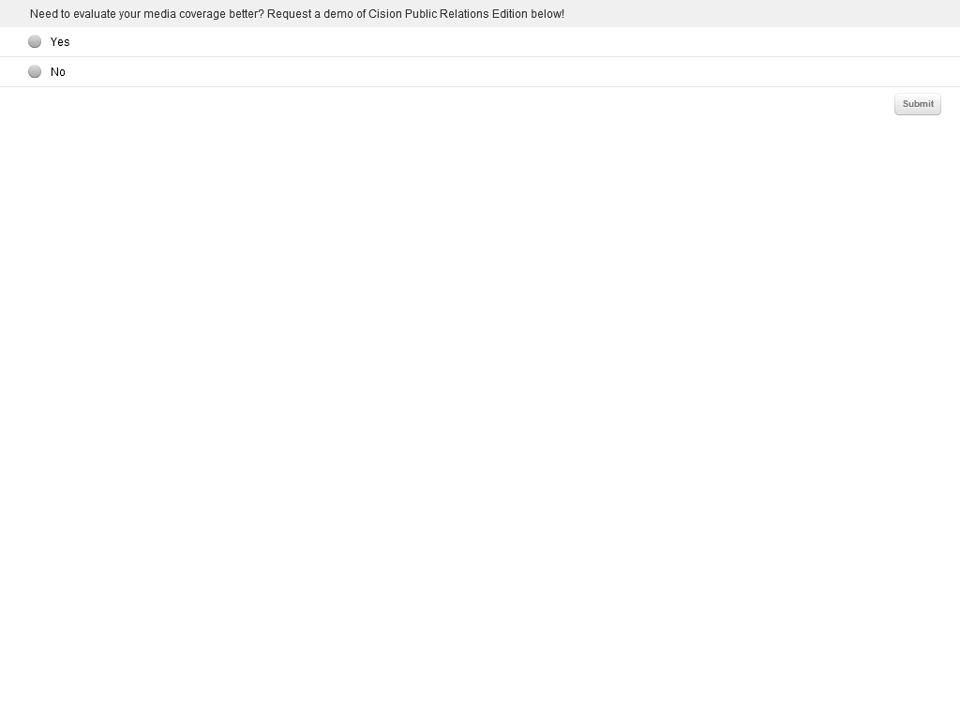 Need to evaluate your media coverage better? Request a demo of Cision Public Relations Edition below!
Yes
No
Submit